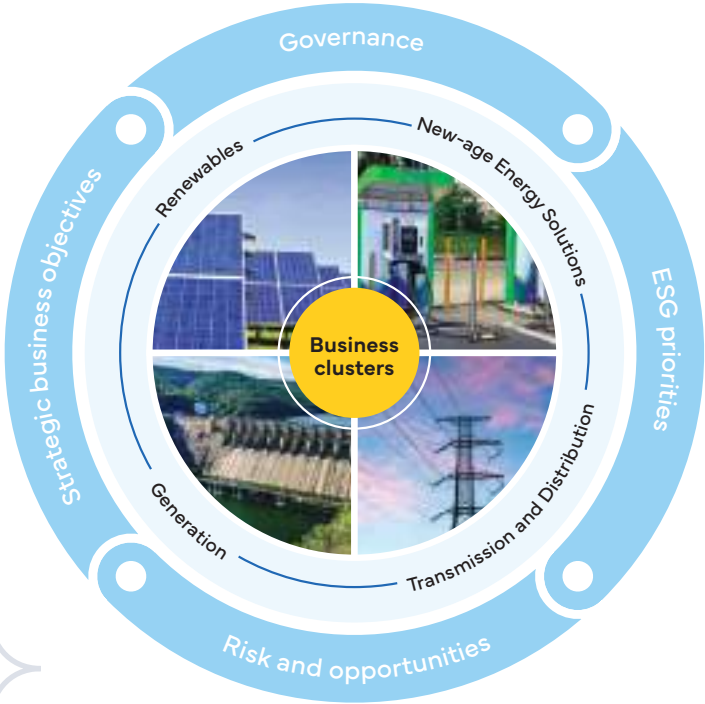 Governance
New-age Energy Solutions
Renewables
Strategic business objectives
ESG priorities
Business
clusters
Generation
Transmission and Distribution
Risk and opportunities